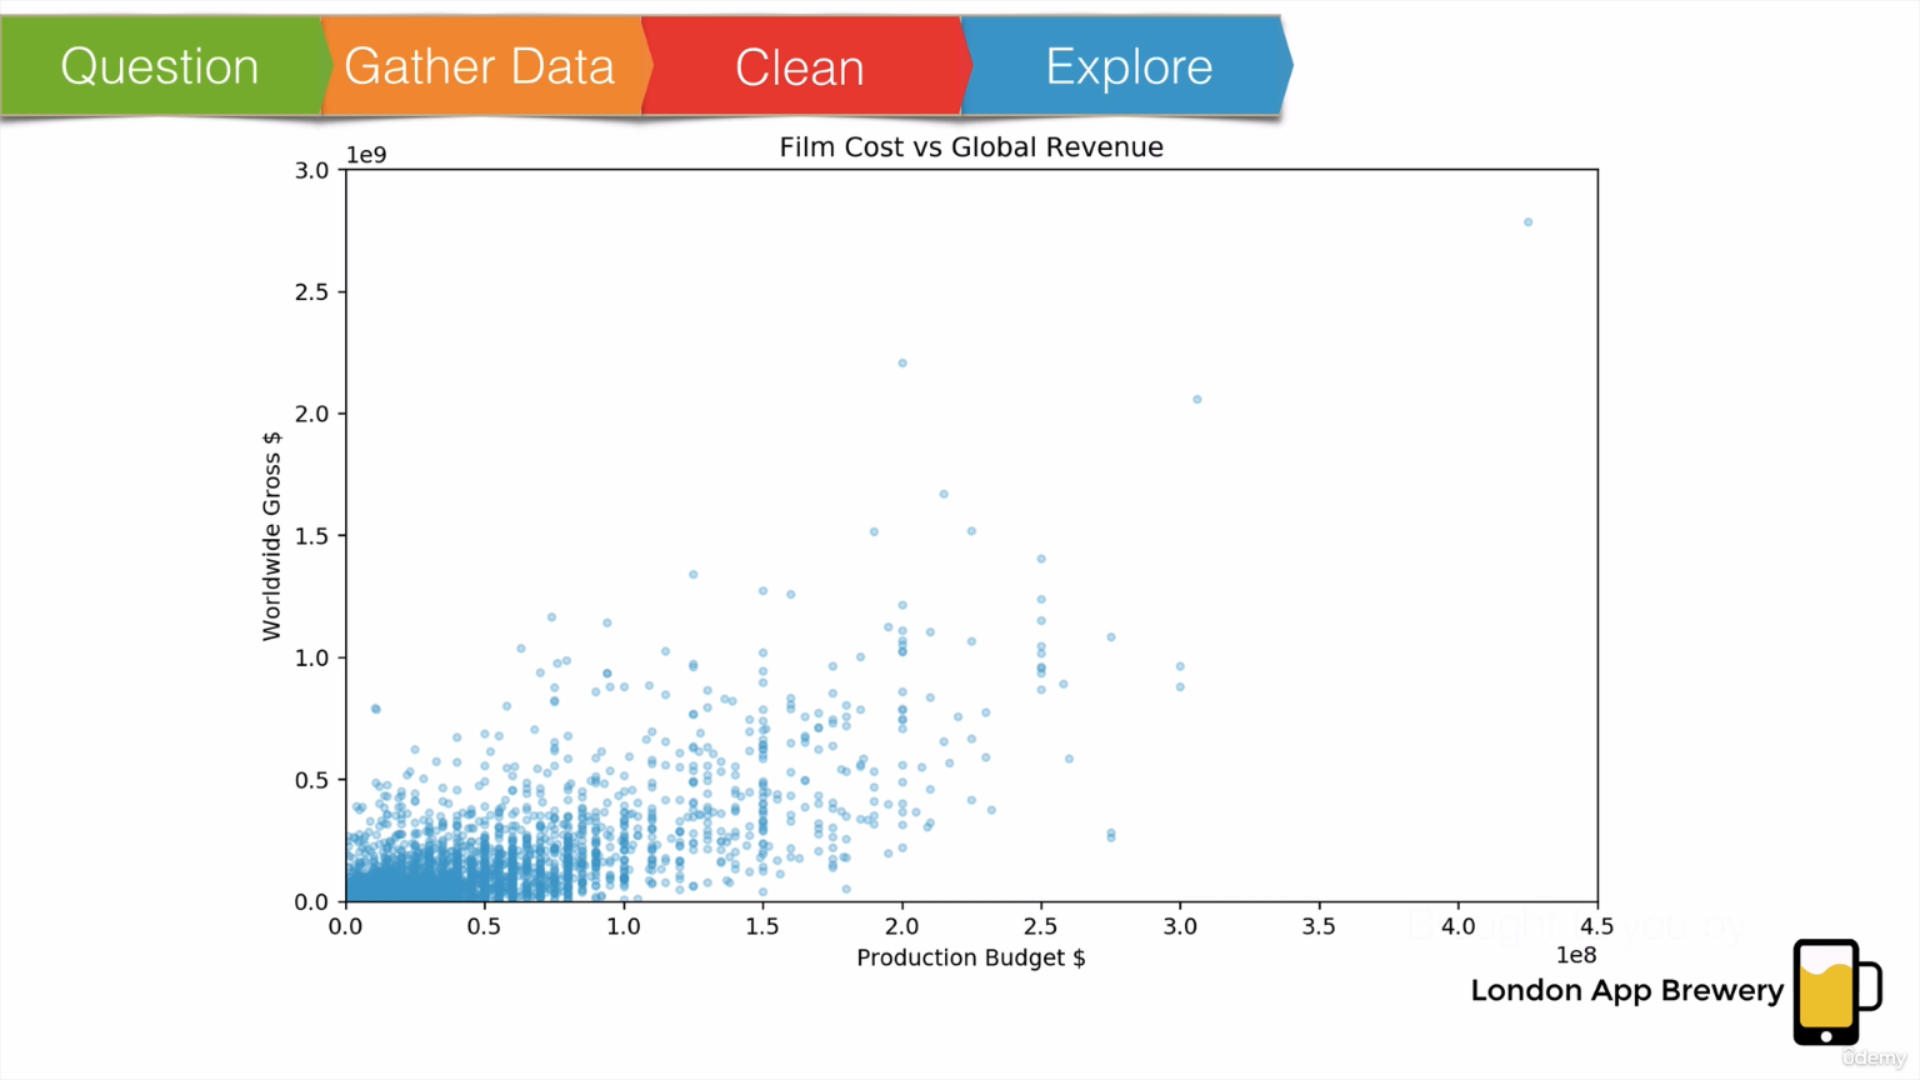 Question Gather Data Clean Explore
Film Cost vs Global Revenue
1e9
3.0
2.5
2.0
1.5
1.0
0.5
0.0
Worldwide Gross $
0.0 0.5 1.0 1.5 2.0 2.5 3.0 3.5 4.0 4.5
Production Budget $
1e8
London App Brewery
ûdemy